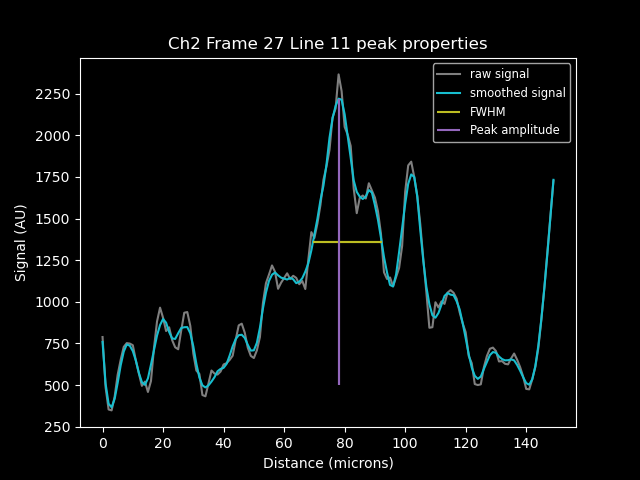 Ch2 Frame 27 Line 11 peak properties
raw signal
smoothed signal
FWHM
Peak amplitude
Signal (AU)
2250
2000
1750
1500
1250
1000
750
500
250
0 20 40 60 80 100 120 140
Distance (microns)